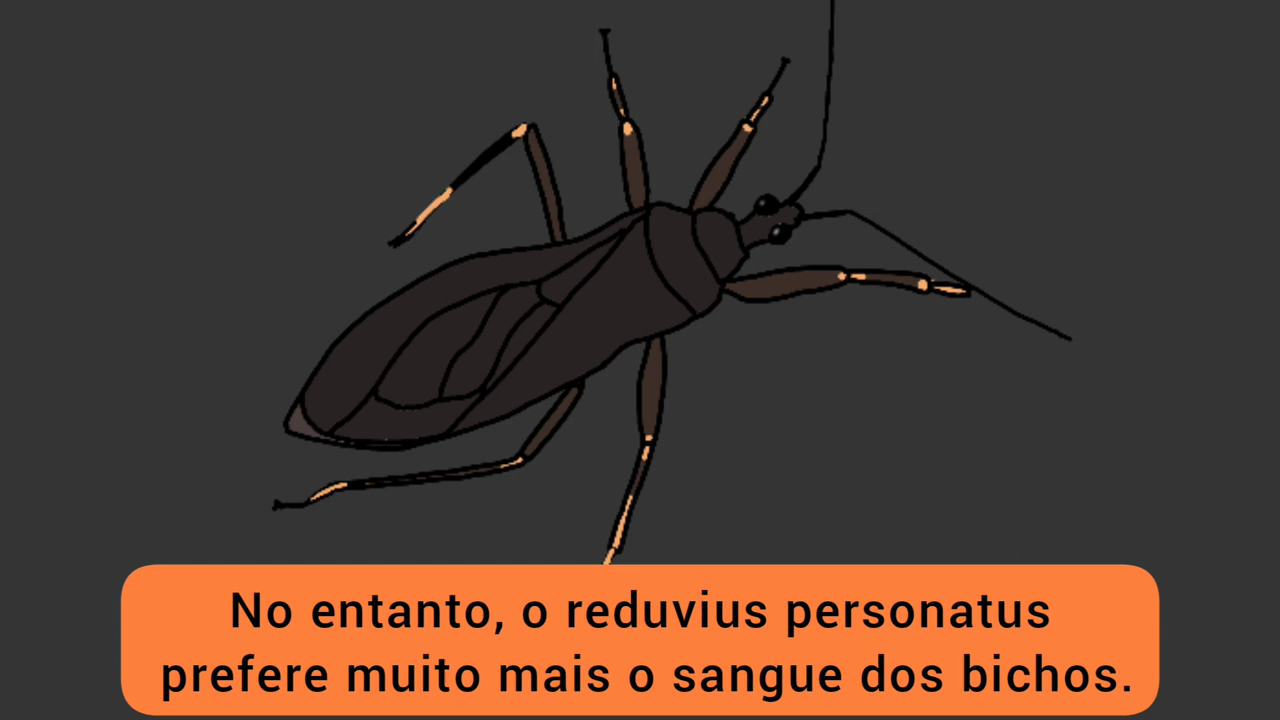 No entanto, o reduvius personatus
prefere muito mais o sangue dos bichos.